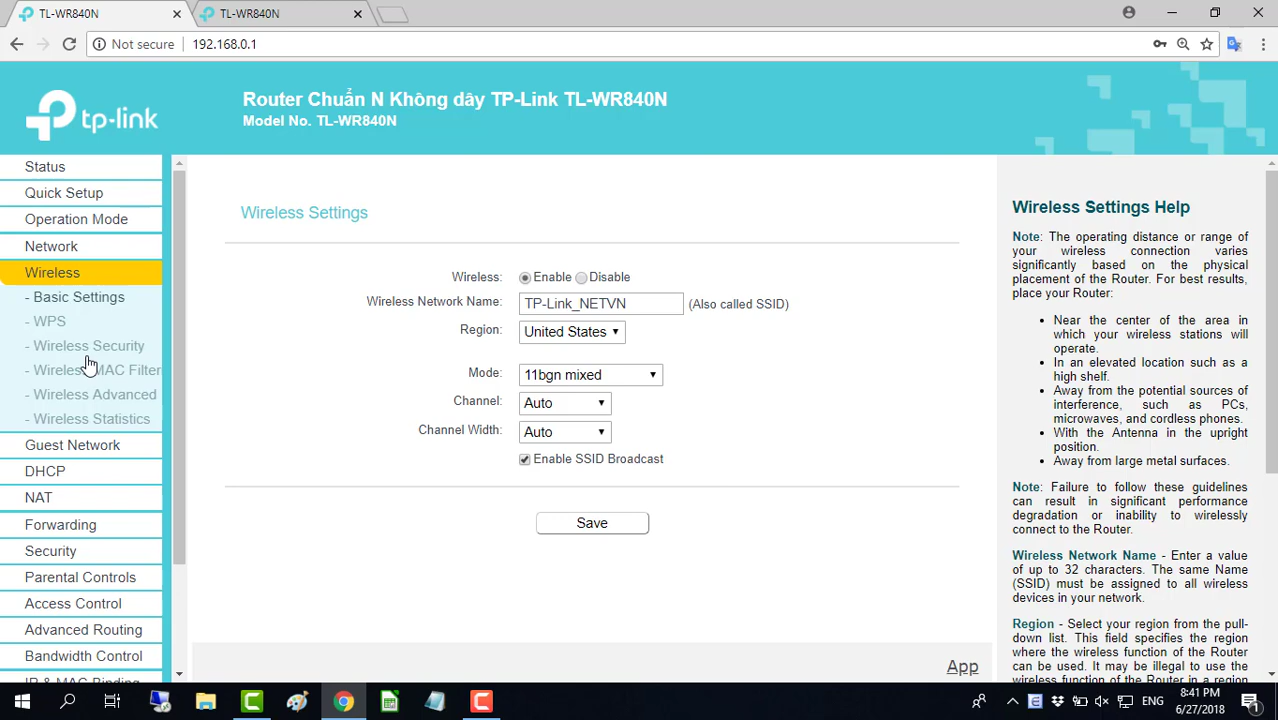 TL-WR840N
TL-WR840N
Not secure
192.168.0.1
tp-link
Router Chuẩn N Không dây TP-Link TL-WR840N
Model No. TL-WR840N
Status
Quick Setup
Operation Mode
Network
Wireless
- Basic Settings
- WPS
- Wireless Security
- Wireless MAC Filter
- Wireless Advanced
- Wireless Statistics
Guest Network
DHCP
NAT
Forwarding
Security
Parental Controls
Access Control
Advanced Routing
Bandwidth Control
IP & MAC Binding
Wireless Settings
Wireless: Enable Disable
Wireless Network Name: TP-Link_NETVN (Also called SSID)
Region: United States
Mode: 11bgn mixed
Channel: Auto
Channel Width: Auto
Enable SSID Broadcast
Save
App
Wireless Settings Help
Note: The operating distance or range of
your wireless connection varies
significantly based on the physical
placement of the Router. For best results,
place your Router:
• Near the center of the area in
which your wireless stations will
operate.
• In an elevated location such as a
high shelf.
• Away from the potential sources of
interference, such as PCs,
microwaves, and cordless phones.
• With the Antenna in the upright
position.
• Away from large metal surfaces.
Note: Failure to follow these guidelines
can result in significant performance
degradation or inability to wirelessly
connect to the Router.
Wireless Network Name - Enter a value
of up to 32 characters. The same Name
(SSID) must be assigned to all wireless
devices in your network.
Region - Select your region from the pull-
down list. This field specifies the region
where the wireless function of the Router
can be used. It may be illegal to use the
wireless function of the Router in a region
ENG
8:41 PM
6/27/2018